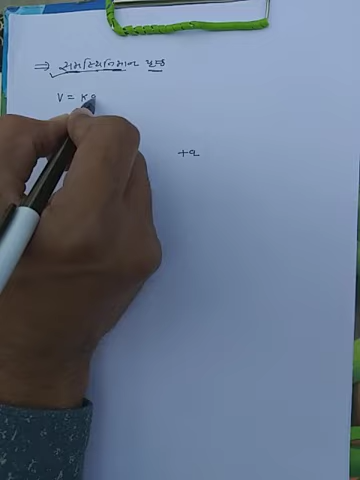 ⇒ સમસ્થિતિમાન પૃષ્ઠ
V = K
+q